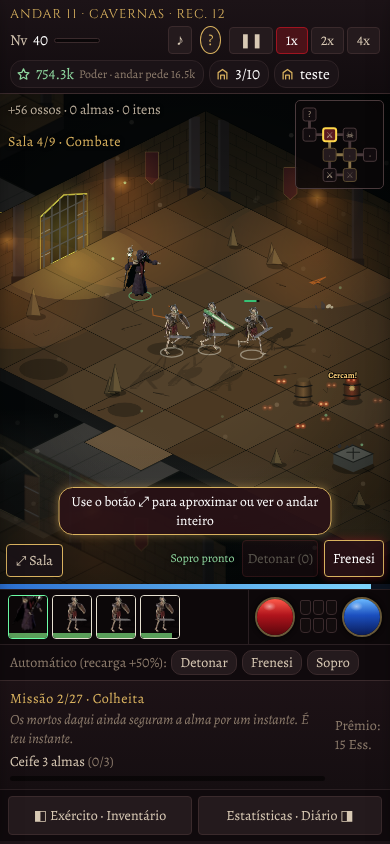 ANDAR 11 · CAVERNAS · REC. 12
Nv 40
♪
?
❚❚
1x
2x
4x
754.3k Poder · andar pede 16.5k
3/10
teste
+56 ossos · 0 almas · 0 itens
Sala 4/9 · Combate
?
Cercam!
Use o botão ⤢ para aproximar ou ver o andar
inteiro
⤢ Sala
Sopro pronto
Detonar (0)
Frenesi
Automático (recarga +50%):
Detonar
Frenesi
Sopro
Missão 2/27 · Colheita
Os mortos daqui ainda seguram a alma por um instante. É
teu instante.
Ceife 3 almas (0/3)
Prêmio:
15 Ess.
◧ Exército · Inventário
Estatísticas · Diário ◨